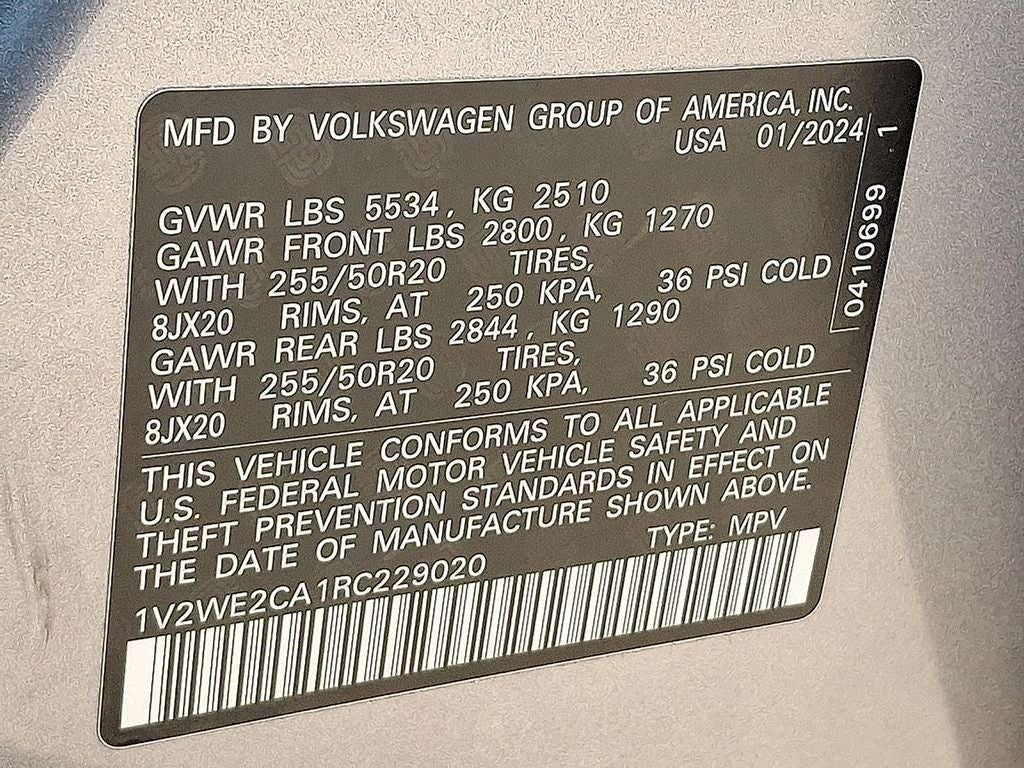 MFD BY VOLKSWAGEN GROUP OF AMERICA, INC.
USA 01/2024
GVWR LBS 5534, KG 2510
GAWR FRONT LBS 2800, KG 1270
WITH 255/50R20 TIRES,
8JX20 RIMS, AT 250 KPA, 36 PSI COLD
GAWR REAR LBS 2844, KG 1290
WITH 255/50R20 TIRES,
8JX20 RIMS, AT 250 KPA, 36 PSI COLD
THIS VEHICLE CONFORMS TO ALL APPLICABLE
U.S. FEDERAL MOTOR VEHICLE SAFETY AND
THEFT PREVENTION STANDARDS IN EFFECT ON
THE DATE OF MANUFACTURE SHOWN ABOVE.
TYPE: MPV
1V2WE2CA1RC229020
0410699 1